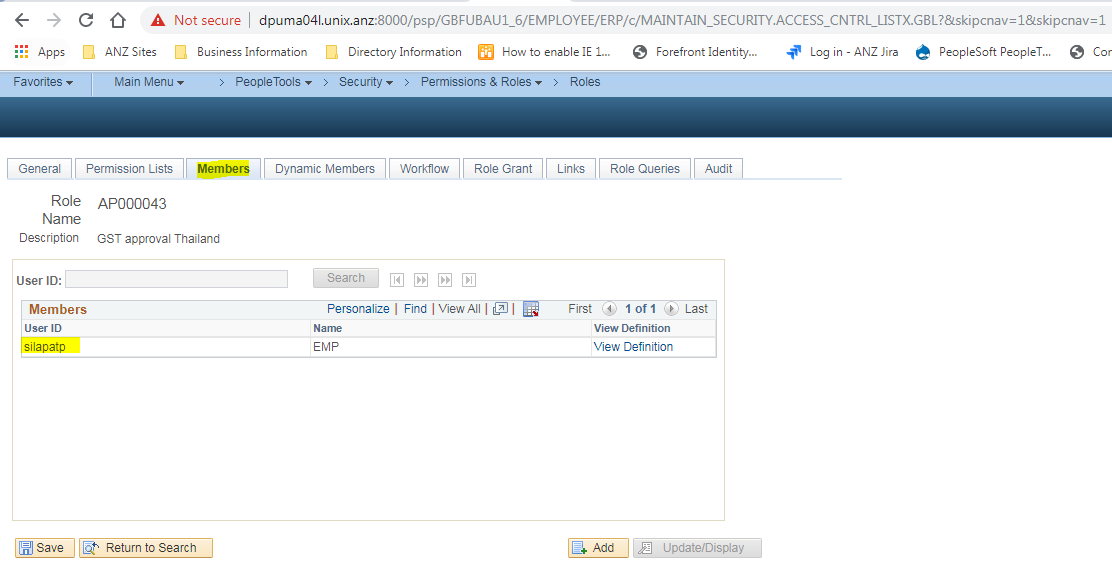 Not secure | dpuma04l.unix.anz:8000/psp/GBFUBAU1_6/EMPLOYEE/ERP/c/MAINTAIN_SECURITY.ACCESS_CNTRL_LISTX.GBL?&skipcnav=1&skipcnav=1
Apps ANZ Sites Business Information Directory Information How to enable IE 1... Forefront Identity... Log in - ANZ Jira PeopleSoft PeopleT... Cor
Favorites Main Menu > PeopleTools > Security > Permissions & Roles > Roles
General Permission Lists Members Dynamic Members Workflow Role Grant Links Role Queries Audit
Role Name AP000043
Description GST approval Thailand
User ID: Search
Members Personalize | Find | View All | | First 1 of 1 Last
User ID Name View Definition
silapatp EMP View Definition
Save Return to Search Add Update/Display